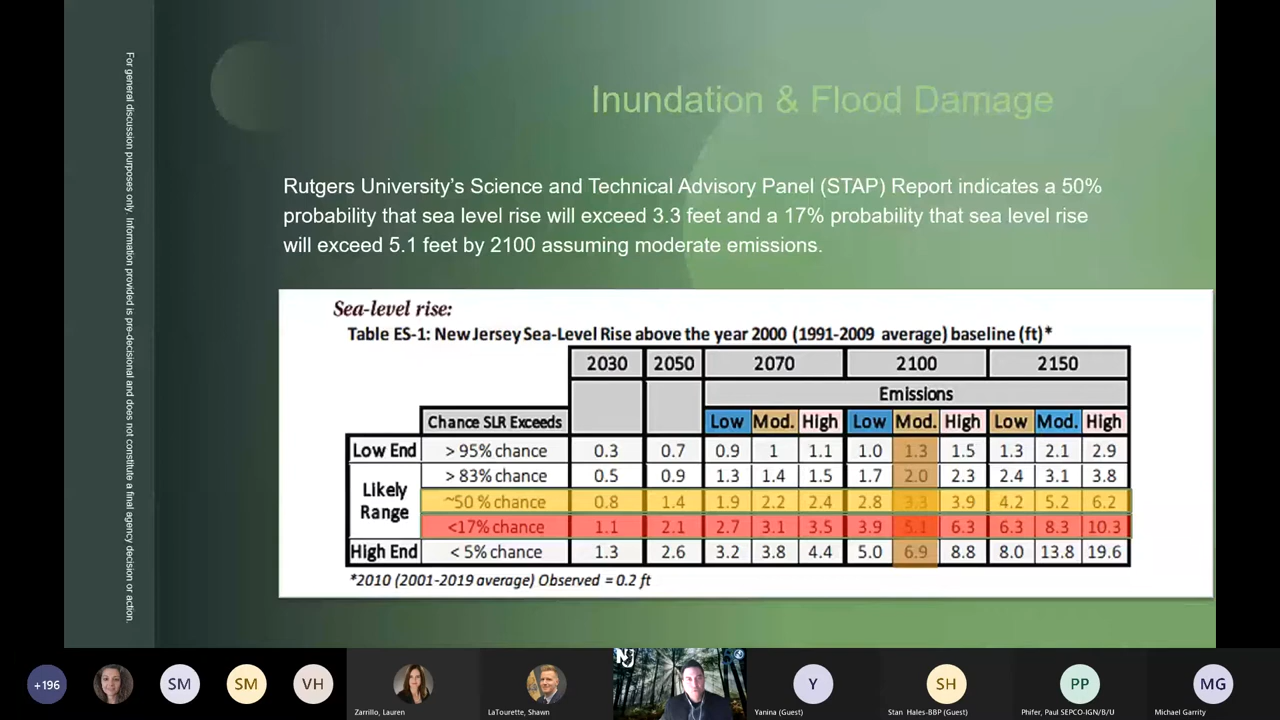 Inundation & Flood Damage
For general discussion purposes only. Information provided is pre-decisional and does not constitute a final agency decision or action.
Rutgers University's Science and Technical Advisory Panel (STAP) Report indicates a 50%
probability that sea level rise will exceed 3.3 feet and a 17% probability that sea level rise
will exceed 5.1 feet by 2100 assuming moderate emissions.
Sea-level rise:
Table ES-1: New Jersey Sea-Level Rise above the year 2000 (1991-2009 average) baseline (ft)*
2030 2050 2070 2100 2150
Emissions
Chance SLR Exceeds Low Mod. High Low Mod. High Low Mod. High
Low End > 95% chance 0.3 0.7 0.9 1 1.1 1.0 1.3 1.5 1.3 2.1 2.9
Likely Range > 83% chance 0.5 0.9 1.3 1.4 1.5 1.7 2.0 2.3 2.4 3.1 3.8
~50 % chance 0.8 1.4 1.9 2.2 2.4 2.8 3.3 3.9 4.2 5.2 6.2
<17% chance 1.1 2.1 2.7 3.1 3.5 3.9 5.1 6.3 6.3 8.3 10.3
High End < 5% chance 1.3 2.6 3.2 3.8 4.4 5.0 6.9 8.8 8.0 13.8 19.6
*2010 (2001-2019 average) Observed = 0.2 ft
+196 SM SM VH NJ Y SH PP MG
Zarrillo, Lauren LaTourette, Shawn Yanina (Guest) Stan Hales-BBP (Guest) Phifer, Paul SEPCO-IGN/B/U Michael Garrity